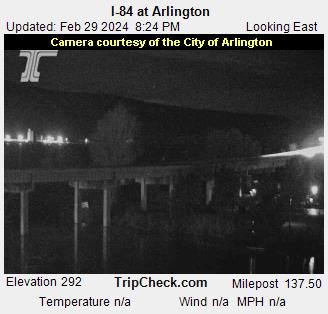 I-84 at Arlington
Updated: Feb 29 2024 8:24 PM Looking East
Camera courtesy of the City of Arlington
Elevation 292 TripCheck.com Milepost 137.50
Temperature n/a Wind n/a MPH n/a